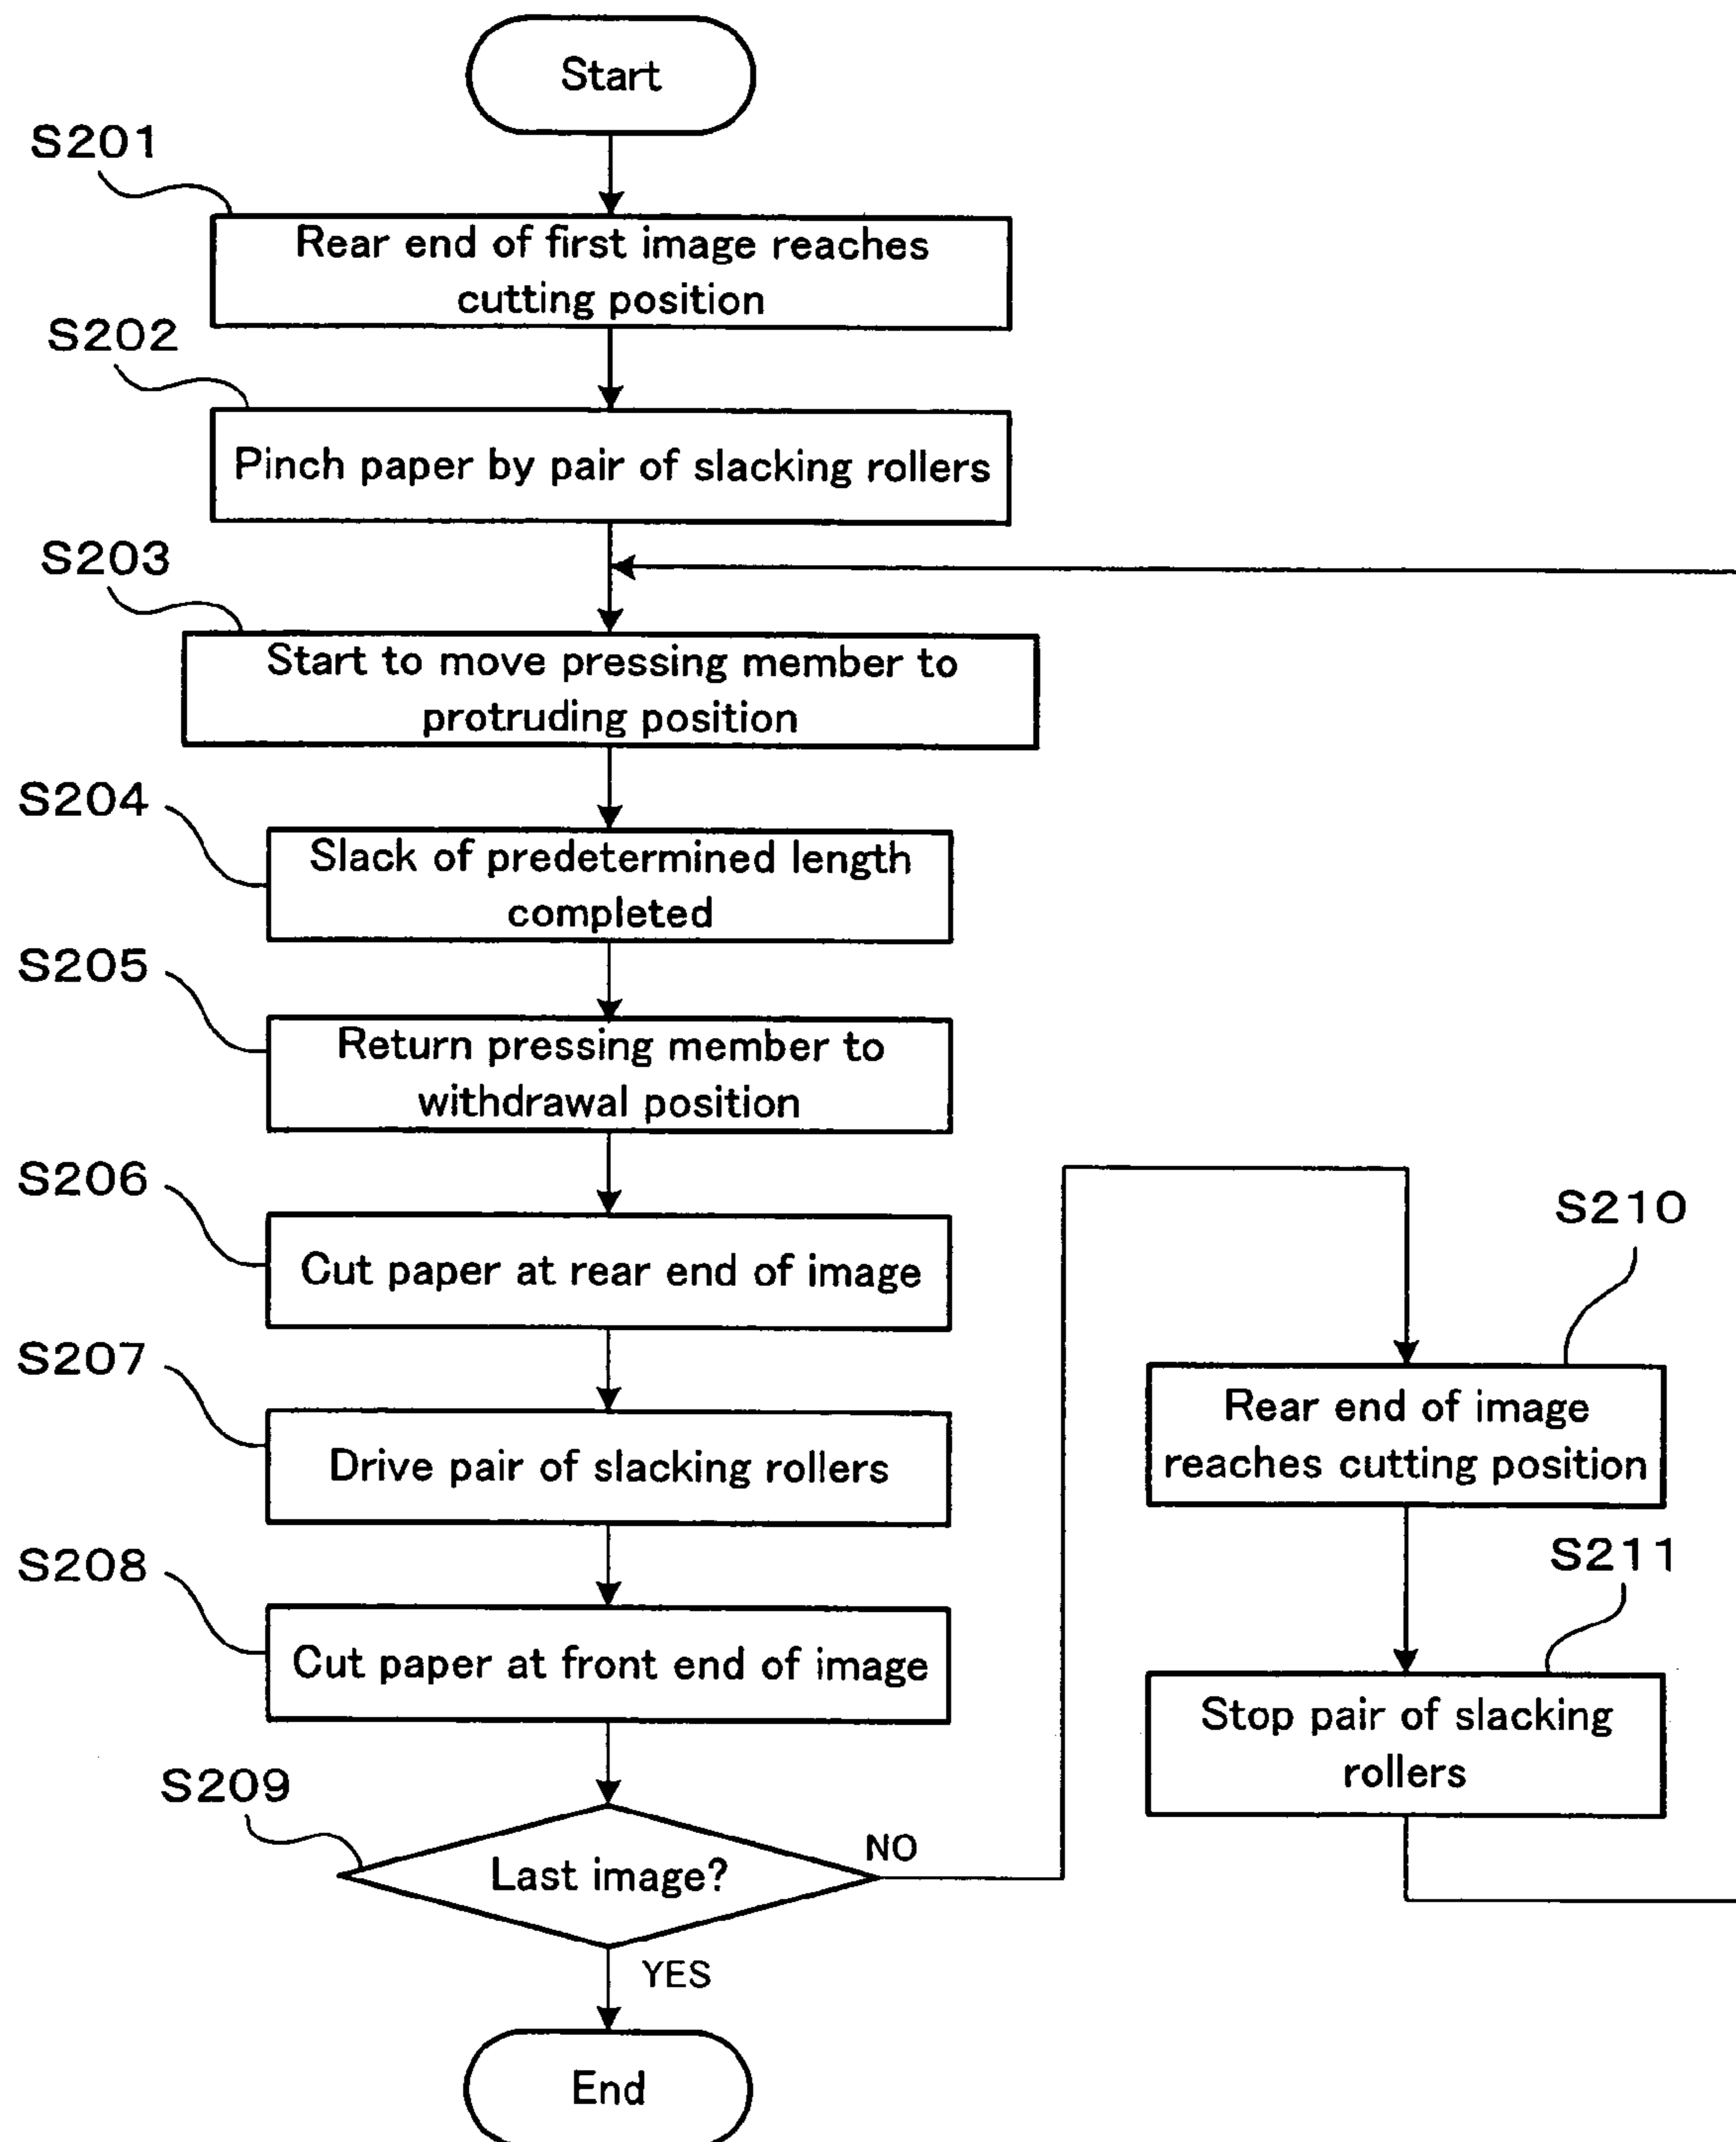 Start
S201
Rear end of first image reaches
cutting position
S202
Pinch paper by pair of slacking rollers
S203
Start to move pressing member to
protruding position
S204
Slack of predetermined length
completed
S205
Return pressing member to
withdrawal position
S206
Cut paper at rear end of image
S207
Drive pair of slacking rollers
S208
Cut paper at front end of image
S209
Last image?
NO
YES
End
S210
Rear end of image
reaches cutting position
S211
Stop pair of slacking
rollers